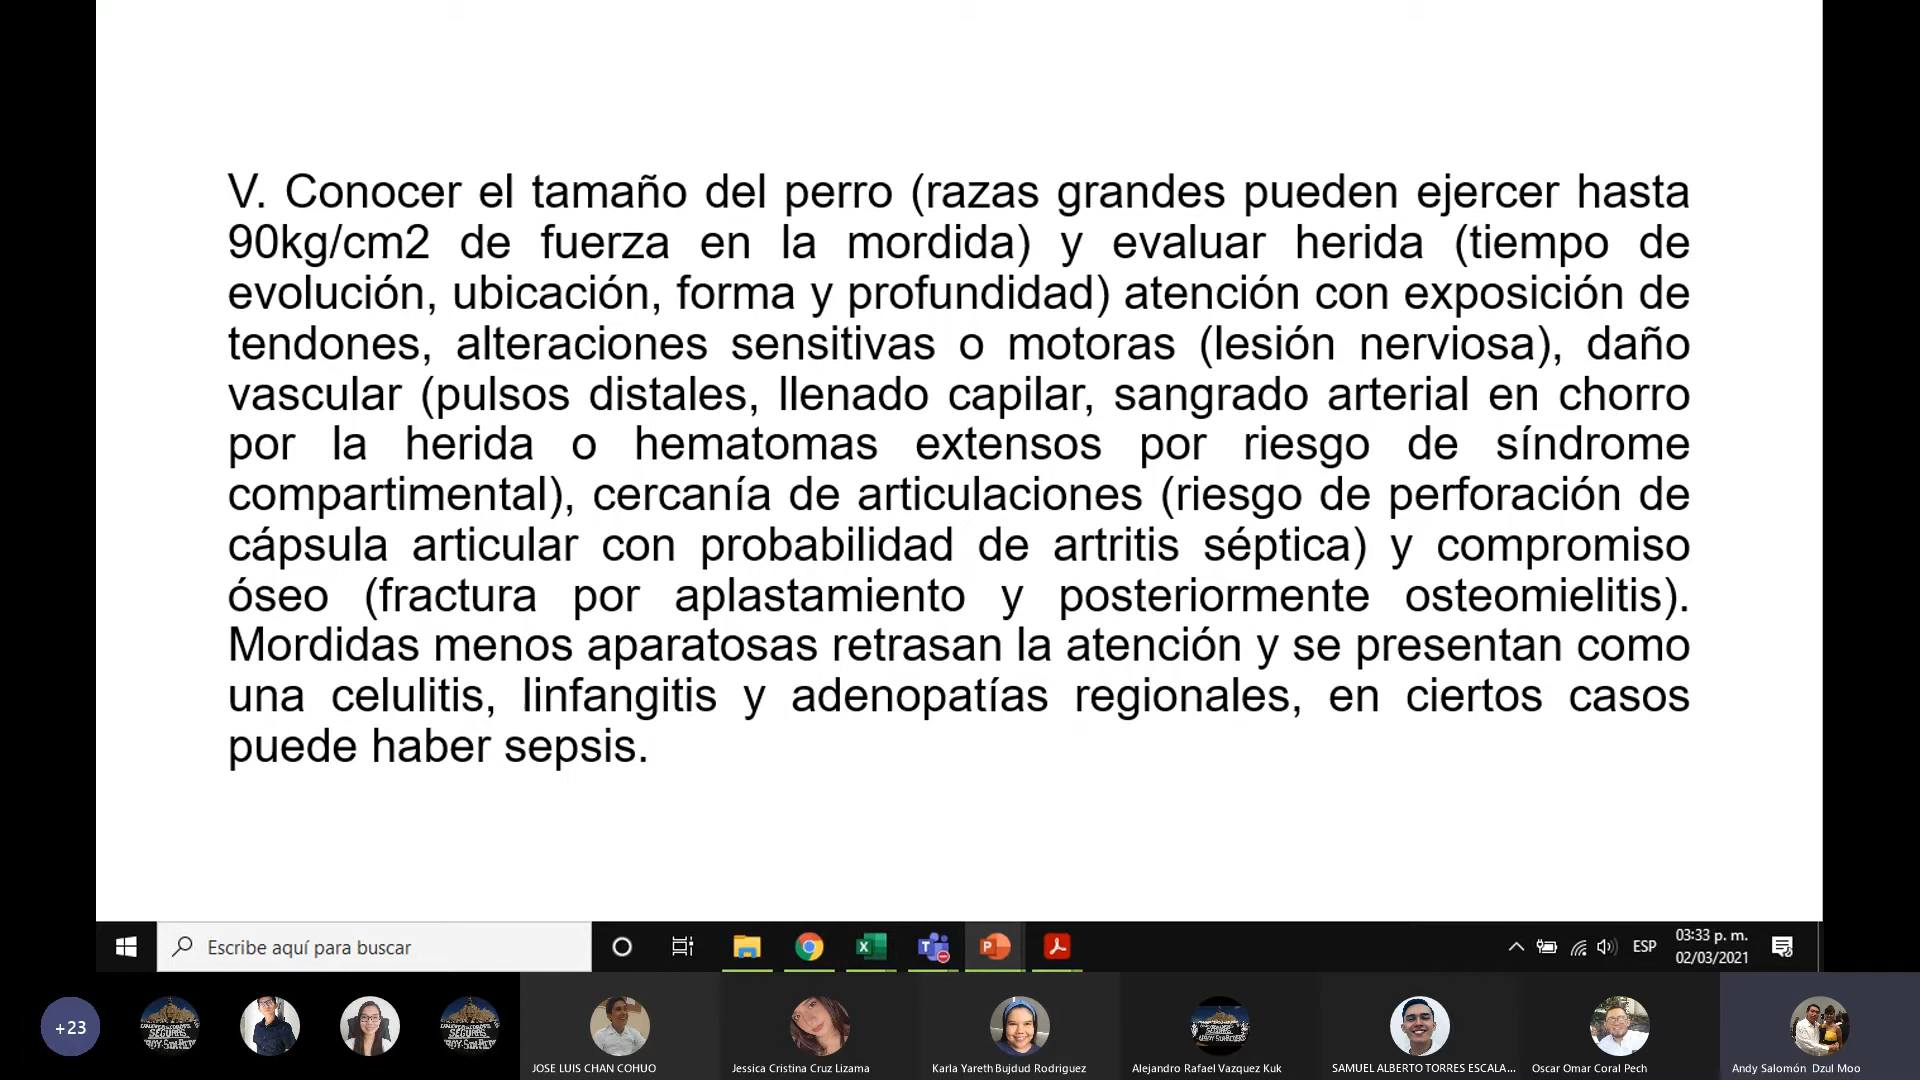 V. Conocer el tamaño del perro (razas grandes pueden ejercer hasta
90kg/cm2 de fuerza en la mordida) y evaluar herida (tiempo de
evolución, ubicación, forma y profundidad) atención con exposición de
tendones, alteraciones sensitivas o motoras (lesión nerviosa), daño
vascular (pulsos distales, llenado capilar, sangrado arterial en chorro
por la herida o hematomas extensos por riesgo de síndrome
compartimental), cercanía de articulaciones (riesgo de perforación de
cápsula articular con probabilidad de artritis séptica) y compromiso
óseo (fractura por aplastamiento y posteriormente osteomielitis).
Mordidas menos aparatosas retrasan la atención y se presentan como
una celulitis, linfangitis y adenopatías regionales, en ciertos casos
puede haber sepsis.
Escribe aquí para buscar
ESP
03:33 p. m.
02/03/2021
+23
JOSE LUIS CHAN COHUO
Jessica Cristina Cruz Lizama
Karla Yareth Bujdud Rodriguez
Alejandro Rafael Vazquez Kuk
SAMUEL ALBERTO TORRES ESCALA...
Oscar Omar Coral Pech
Andy Salomón Dzul Moo